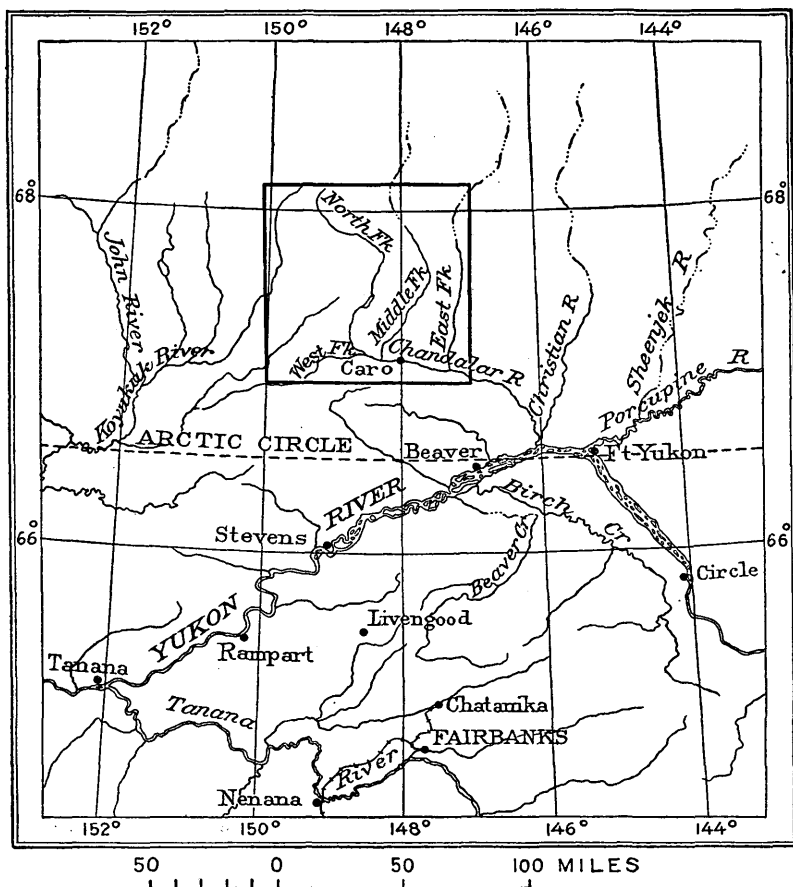 152° 150° 148° 146° 144°
68° 68°
North Fk
John River
Middle Fk
East Fk
Christian R
Sheenjek R
West Fk
Chandalar R
Koyukuk River
Caro
Porcupine R
ARCTIC CIRCLE
Beaver
Ft Yukon
RIVER
Birch Cr
Stevens
66° 66°
Beaver Cr
Circle
YUKON
Livengood
Rampart
Tanana
Tanana
Chatanika
FAIRBANKS
River
Nenana
152° 150° 148° 146° 144°
50 0 50 100 MILES